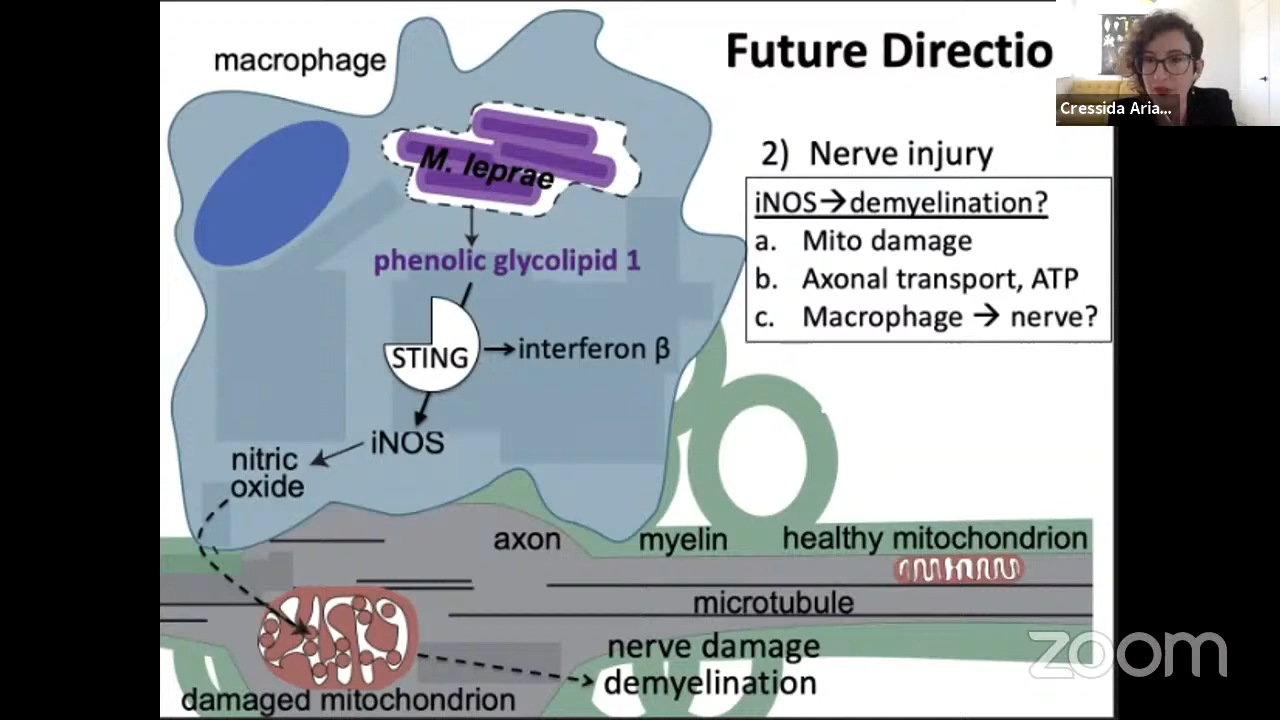 macrophage
Future Directio
Cressida Aria...
M. leprae
2) Nerve injury
iNOS→demyelination?
a. Mito damage
b. Axonal transport, ATP
c. Macrophage → nerve?
phenolic glycolipid 1
STING
interferon β
iNOS
nitric
oxide
axon
myelin
healthy mitochondrion
microtubule
nerve damage
demyelination
damaged mitochondrion
zoom